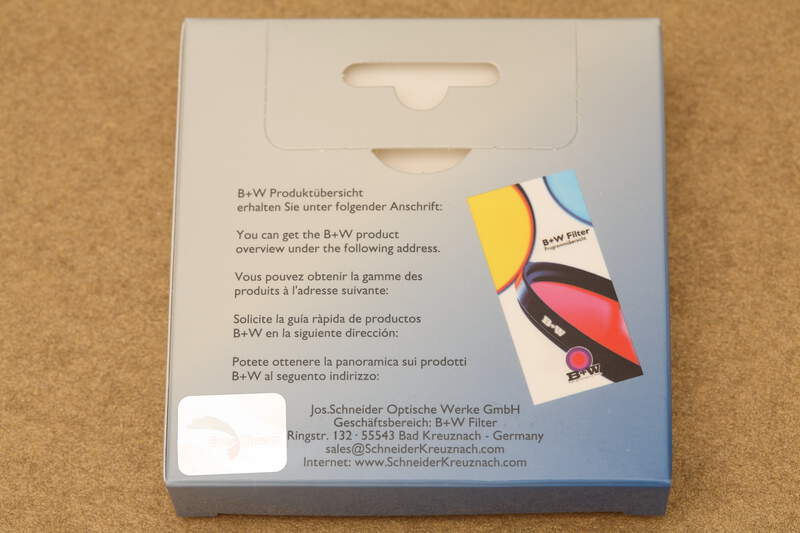 B+W Produktübersicht
erhalten Sie unter folgender Anschrift:
You can get the B+W product
overview under the following address.
Vous pouvez obtenir la gamme des
produits à l'adresse suivante:
Solicite la guía ràpida de productos
B+W en la siguiente dirección:
Potete ottenere la panoramica sui prodotti
B+W al seguento indirizzo:
B+W Filter
Programmübersicht
B+W
B+W
Jos.Schneider Optische Werke GmbH
Geschäftsbereich: B+W Filter
Ringstr. 132 · 55543 Bad Kreuznach - Germany
sales@SchneiderKreuznach.com
Internet: www.SchneiderKreuznach.com